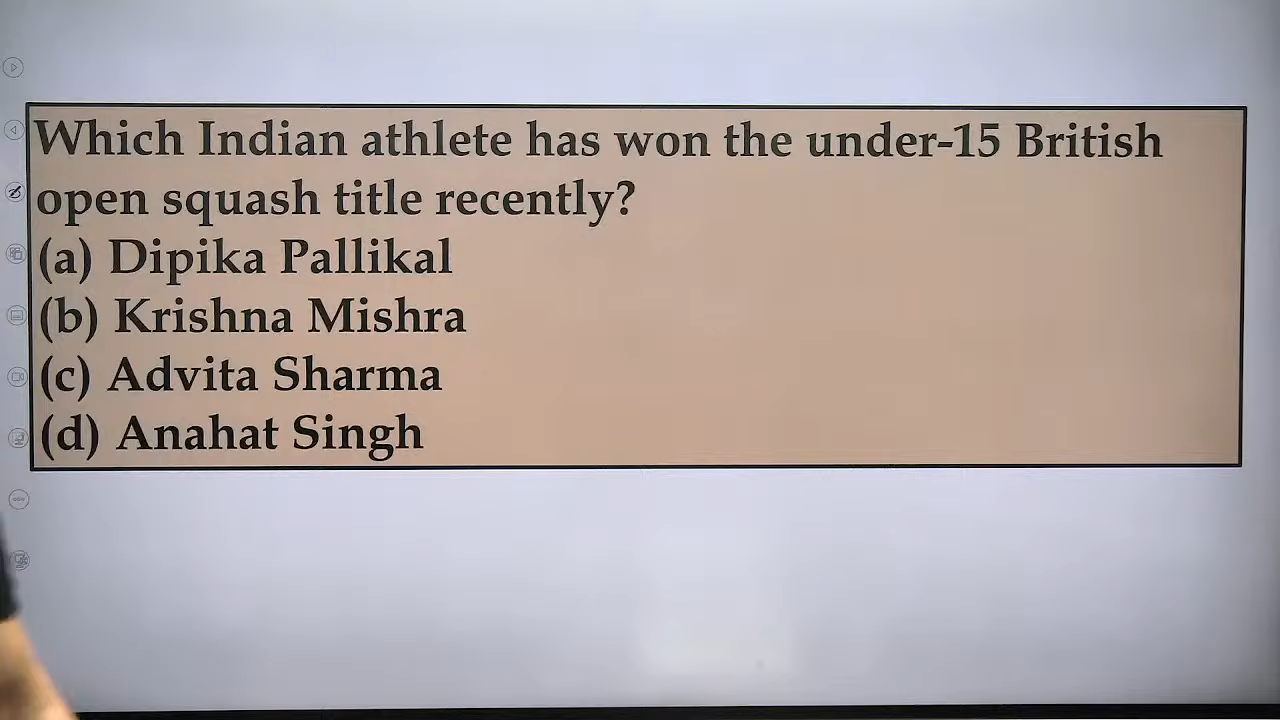 Which Indian athlete has won the under-15 British
open squash title recently?
(a) Dipika Pallikal
(b) Krishna Mishra
(c) Advita Sharma
(d) Anahat Singh